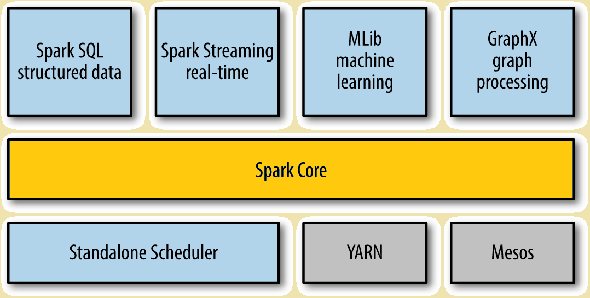 Spark SQL
structured data
Spark Streaming
real-time
MLib
machine
learning
GraphX
graph
processing
Spark Core
Standalone Scheduler
YARN
Mesos